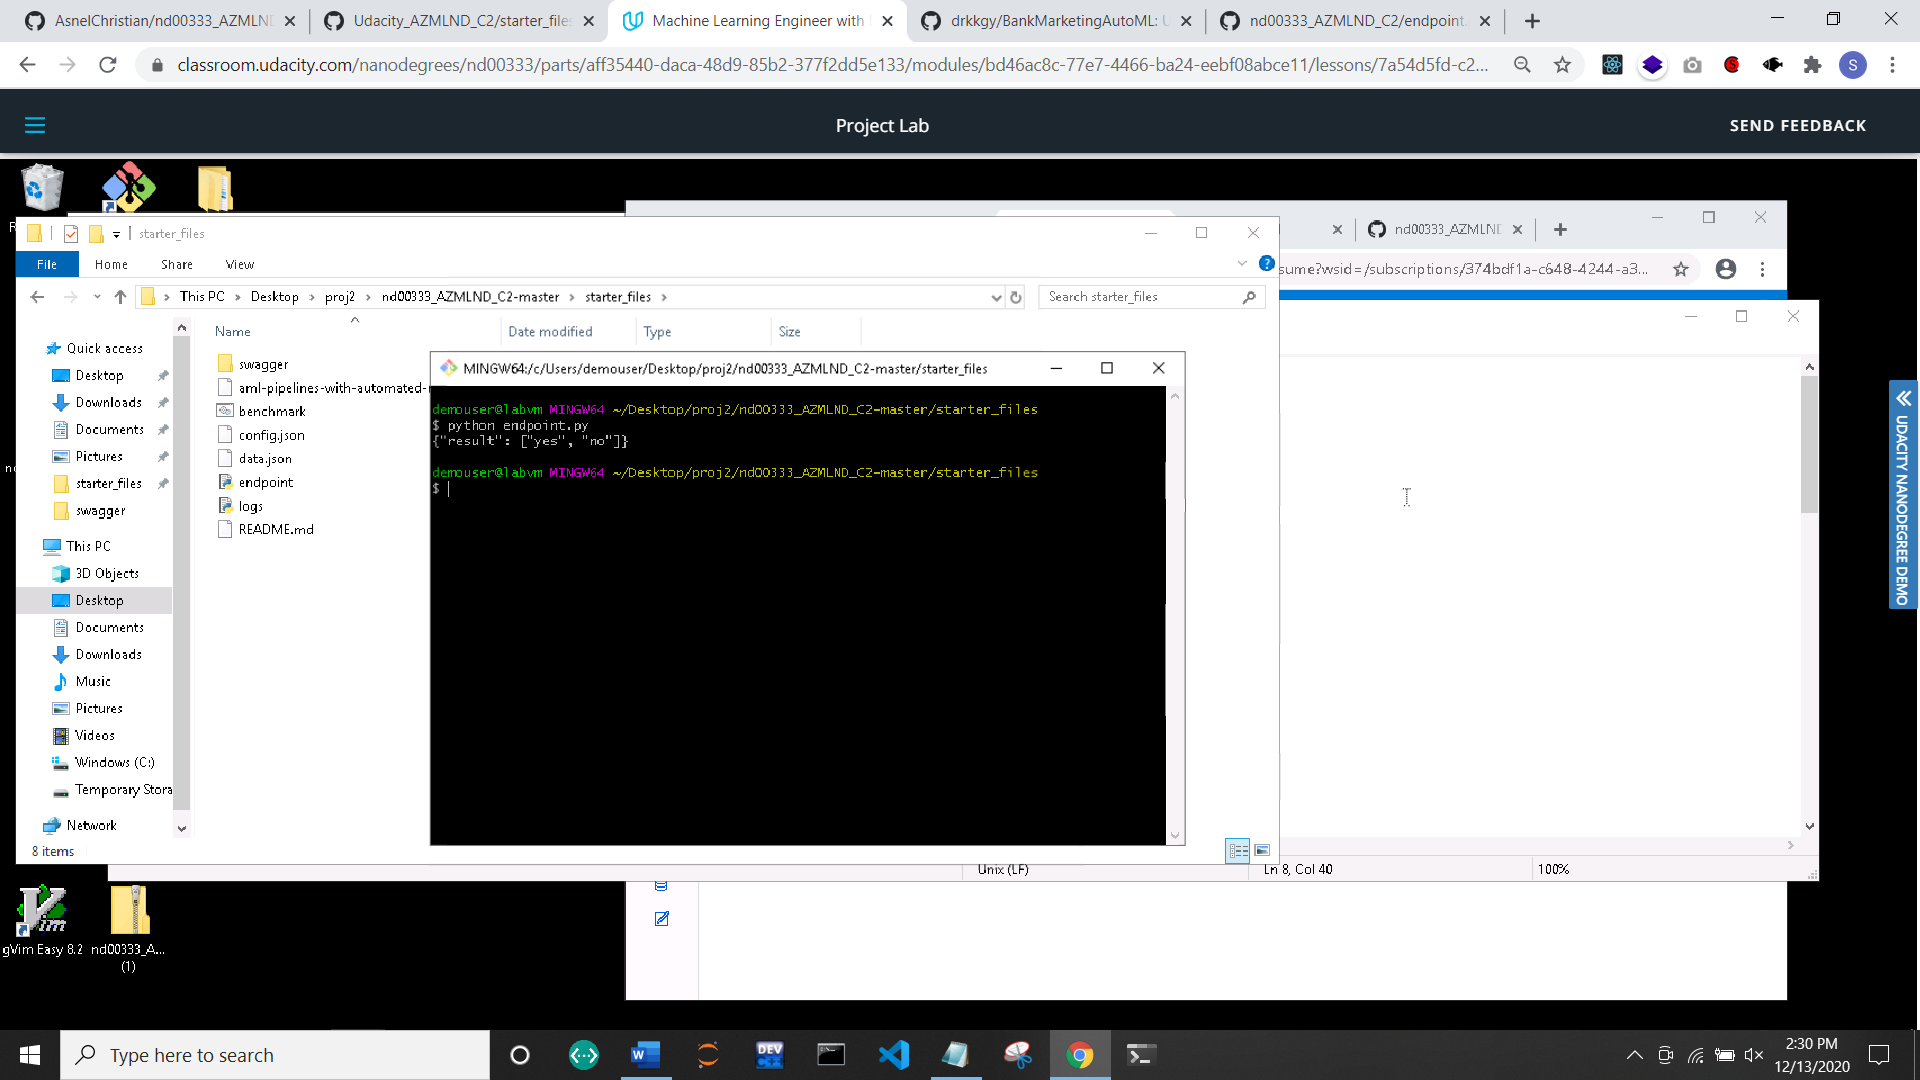 AsnelChristian/nd00333_AZMLND
Udacity_AZMLND_C2/starter_files
Machine Learning Engineer with
drkkgy/BankMarketingAutoML: U
nd00333_AZMLND_C2/endpoint.
classroom.udacity.com/nanodegrees/nd00333/parts/aff35440-daca-48d9-85b2-377f2dd5e133/modules/bd46ac8c-77e7-4466-ba24-eebf08abce11/lessons/7a54d5fd-c2...
S
Project Lab
SEND FEEDBACK
nd00333_AZMLND
sume?wsid=/subscriptions/374bdf1a-c648-4244-a3...
starter_files
File
Home
Share
View
This PC
Desktop
proj2
nd00333_AZMLND_C2-master
starter_files
Search starter_files
Name
Date modified
Type
Size
Quick access
Desktop
Downloads
Documents
Pictures
starter_files
swagger
This PC
3D Objects
Desktop
Documents
Downloads
Music
Pictures
Videos
Windows (C:)
Temporary Stora
Network
8 items
swagger
aml-pipelines-with-automated-
benchmark
config.json
data.json
endpoint
logs
README.md
MINGW64:/c/Users/demouser/Desktop/proj2/nd00333_AZMLND_C2-master/starter_files
demouser@labvm MINGW64 ~/Desktop/proj2/nd00333_AZMLND_C2-master/starter_files
$ python endpoint.py
{"result": ["yes", "no"]}
demouser@labvm MINGW64 ~/Desktop/proj2/nd00333_AZMLND_C2-master/starter_files
$
UDACITY NANODEGREE DEMO
Unix (LF)
Ln 8, Col 40
100%
gVim Easy 8.2
nd00333_A...
(1)
Type here to search
DEV
C++
2:30 PM
12/13/2020